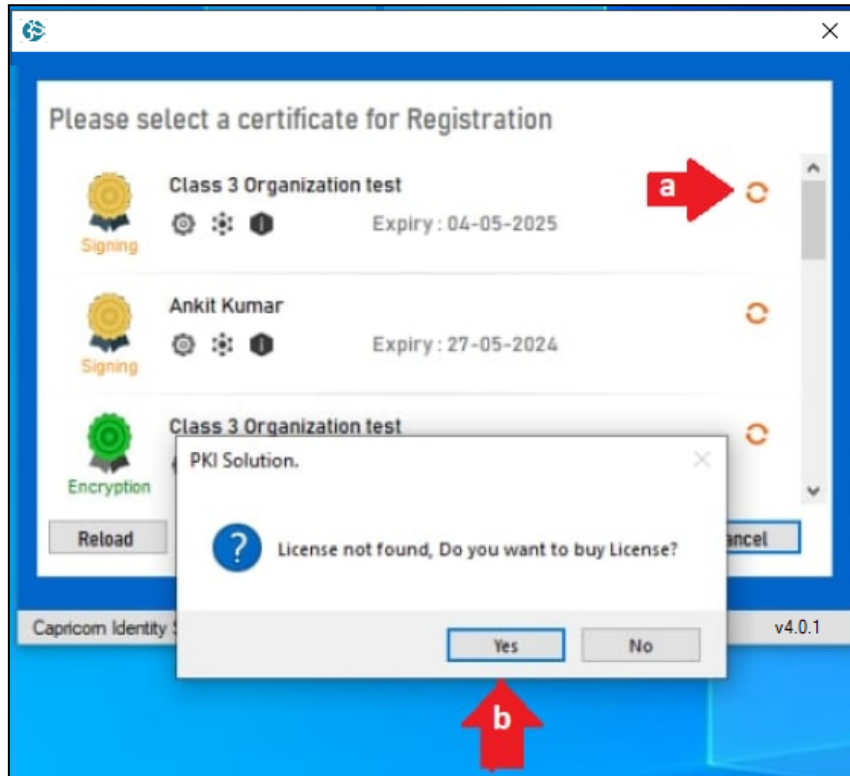 Please select a certificate for Registration
Class 3 Organization test
a
Expiry : 04-05-2025
Signing
Ankit Kumar
Expiry : 27-05-2024
Signing
Class 3 Organization test
Encryption
PKI Solution.
License not found, Do you want to buy License?
Yes
No
Reload
Capricorn Identity
v4.0.1
b